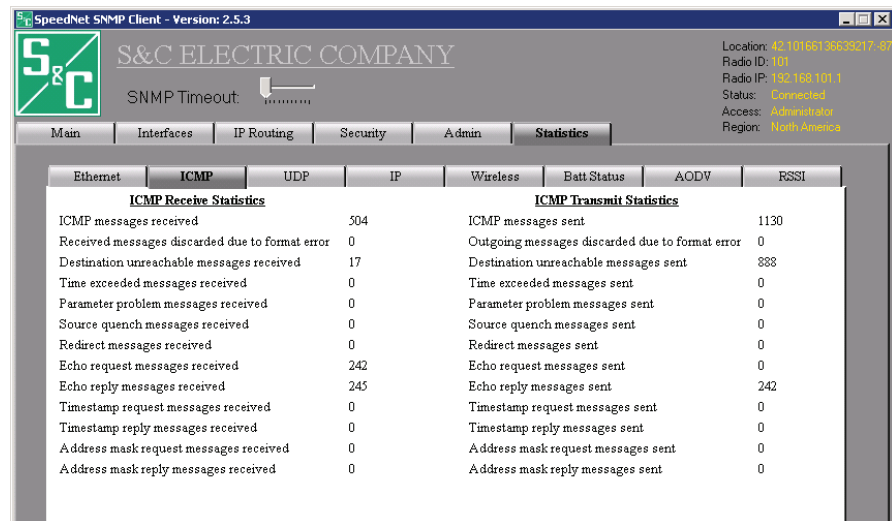 SpeedNet SNMP Client - Version: 2.5.3
S&C
S&C ELECTRIC COMPANY
SNMP Timeout:
Location: 42.10166136639217:-87
Radio ID: 101
Radio IP: 192.168.101.1
Status: Connected
Access: Administrator
Region: North America
Main Interfaces IP Routing Security Admin Statistics
Ethernet ICMP UDP IP Wireless Batt Status AODV RSSI
ICMP Receive Statistics
ICMP messages received 504
Received messages discarded due to format error 0
Destination unreachable messages received 17
Time exceeded messages received 0
Parameter problem messages received 0
Source quench messages received 0
Redirect messages received 0
Echo request messages received 242
Echo reply messages received 245
Timestamp request messages received 0
Timestamp reply messages received 0
Address mask request messages received 0
Address mask reply messages received 0
ICMP Transmit Statistics
ICMP messages sent 1130
Outgoing messages discarded due to format error 0
Destination unreachable messages sent 888
Time exceeded messages sent 0
Parameter problem messages sent 0
Source quench messages sent 0
Redirect messages sent 0
Echo request messages sent 0
Echo reply messages sent 242
Timestamp request messages sent 0
Timestamp reply messages sent 0
Address mask request messages sent 0
Address mask reply messages sent 0